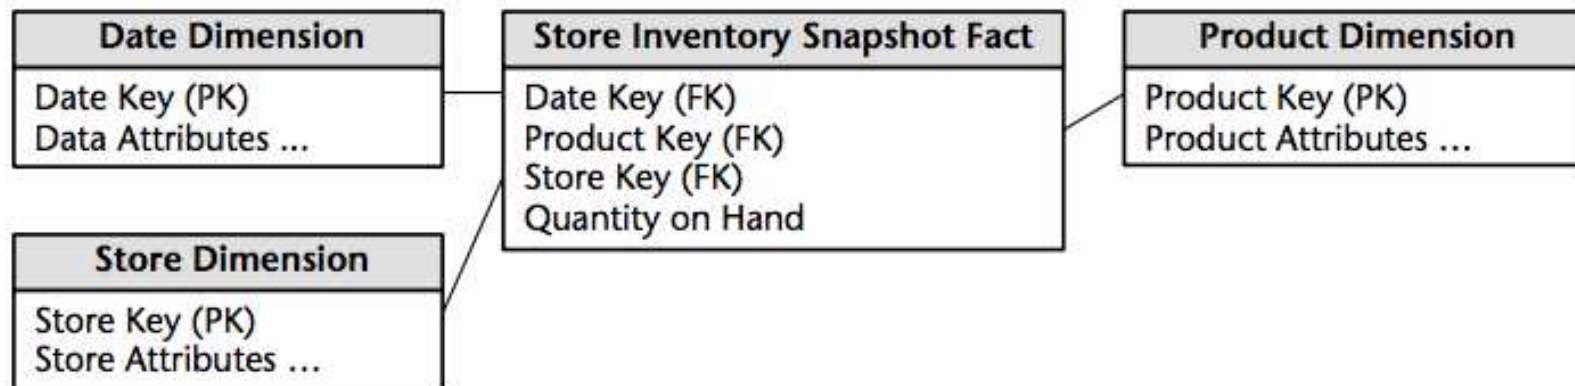 Date Dimension
Date Key (PK)
Data Attributes ...
Store Dimension
Store Key (PK)
Store Attributes ...
Store Inventory Snapshot Fact
Date Key (FK)
Product Key (FK)
Store Key (FK)
Quantity on Hand
Product Dimension
Product Key (PK)
Product Attributes ...